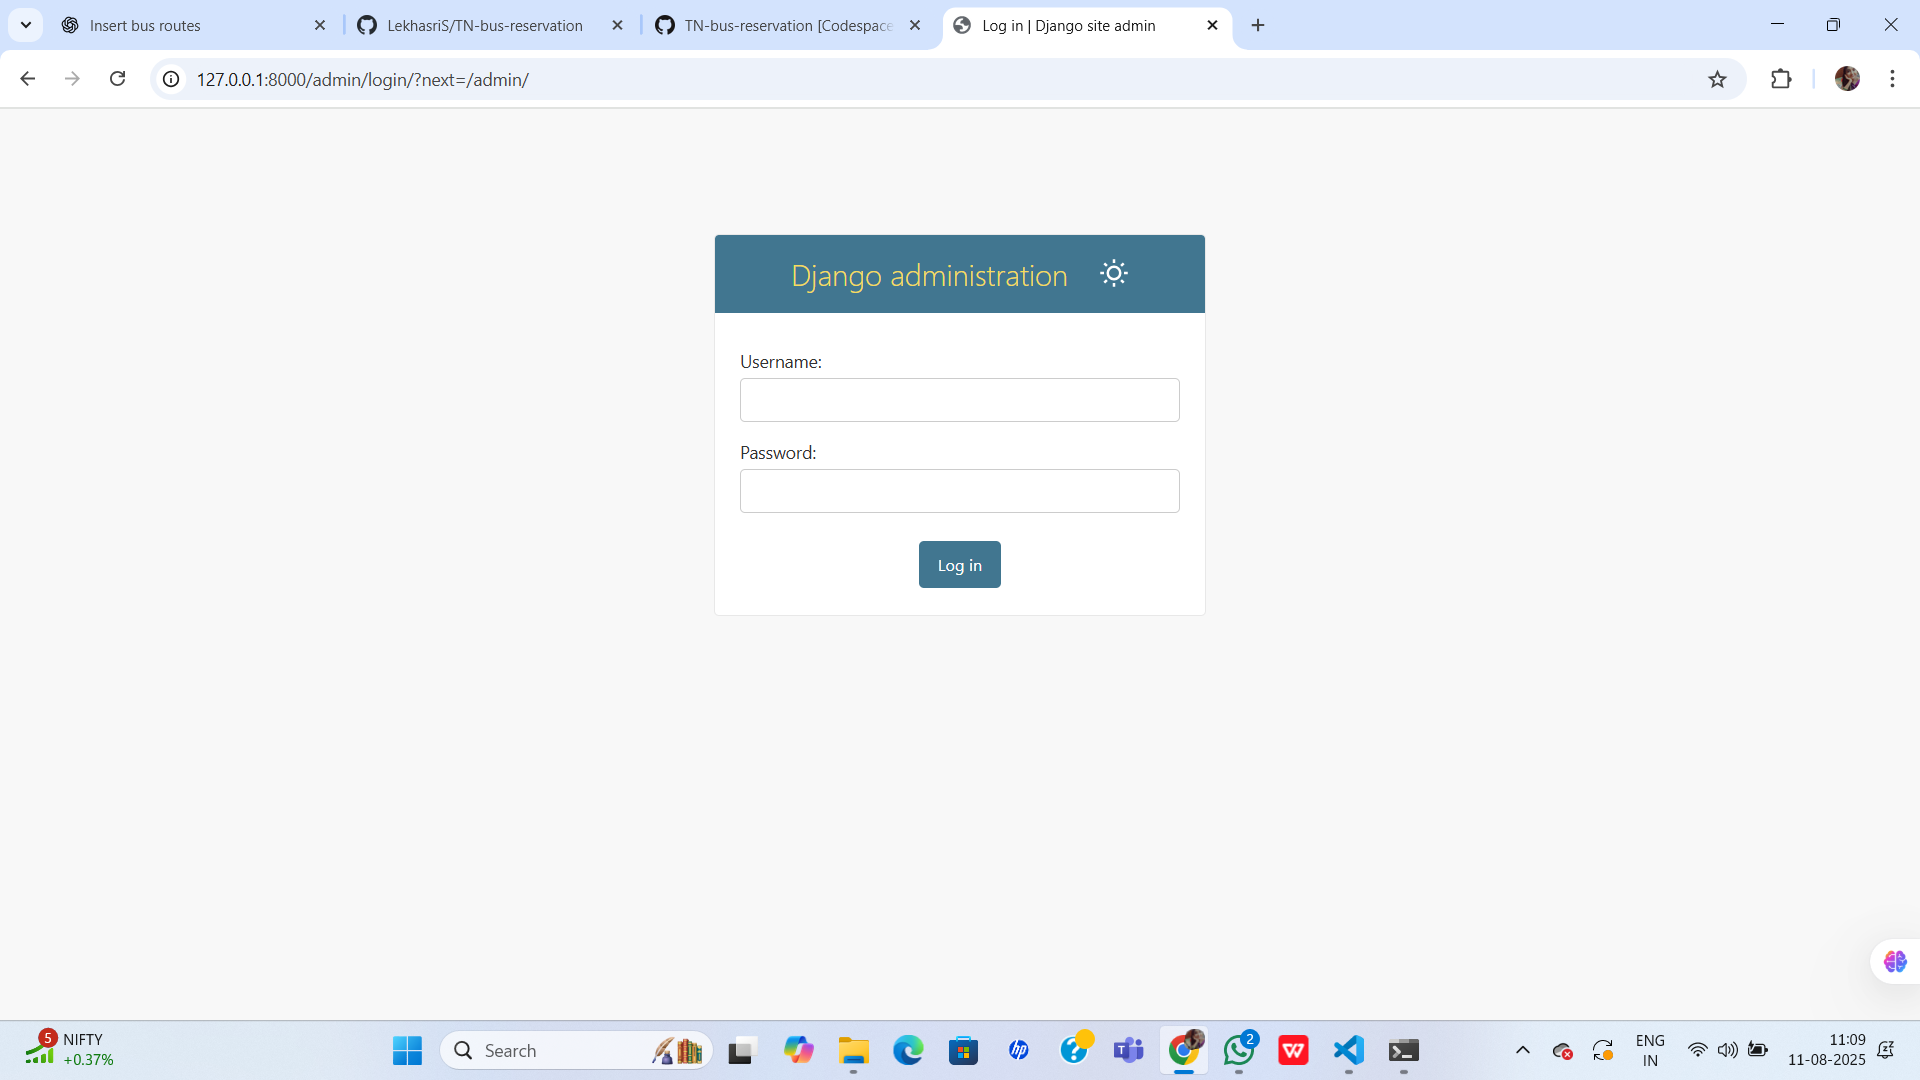 Insert bus routes
LekhasriS/TN-bus-reservation
TN-bus-reservation [Codespace
Log in | Django site admin
127.0.0.1:8000/admin/login/?next=/admin/
Django administration
Username:
Password:
Log in
5
NIFTY
+0.37%
Search
hp
?
T
2
W
ENG
IN
11:09
11-08-2025